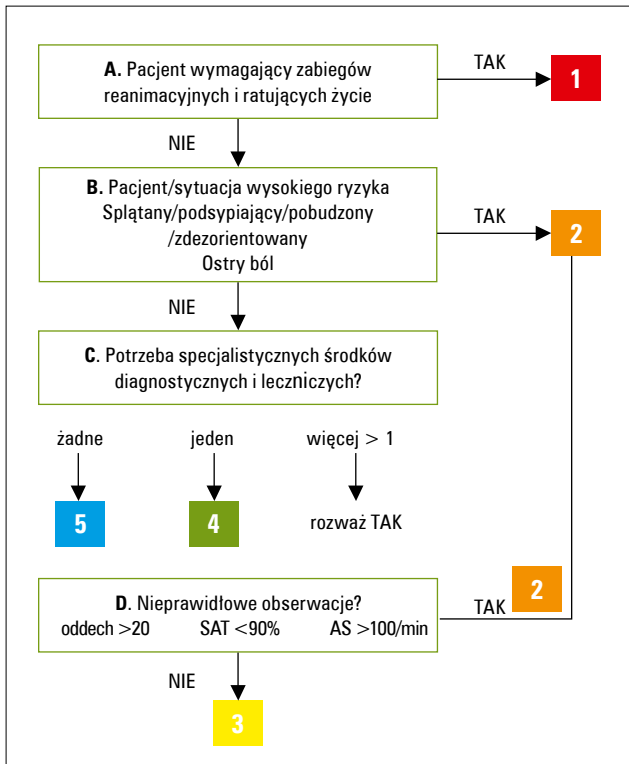 A. Pacjent wymagający zabiegów
reanimacyjnych i ratujących życie
TAK
1
NIE
B. Pacjent/sytuacja wysokiego ryzyka
Splątany/podsypiający/pobudzony
/zdezorientowany
Ostry ból
TAK
2
NIE
C. Potrzeba specjalistycznych środków
diagnostycznych i leczniczych?
żadne
jeden
więcej > 1
5
4
rozważ TAK
D. Nieprawidłowe obserwacje?
oddech >20 SAT <90% AS >100/min
TAK
2
NIE
3